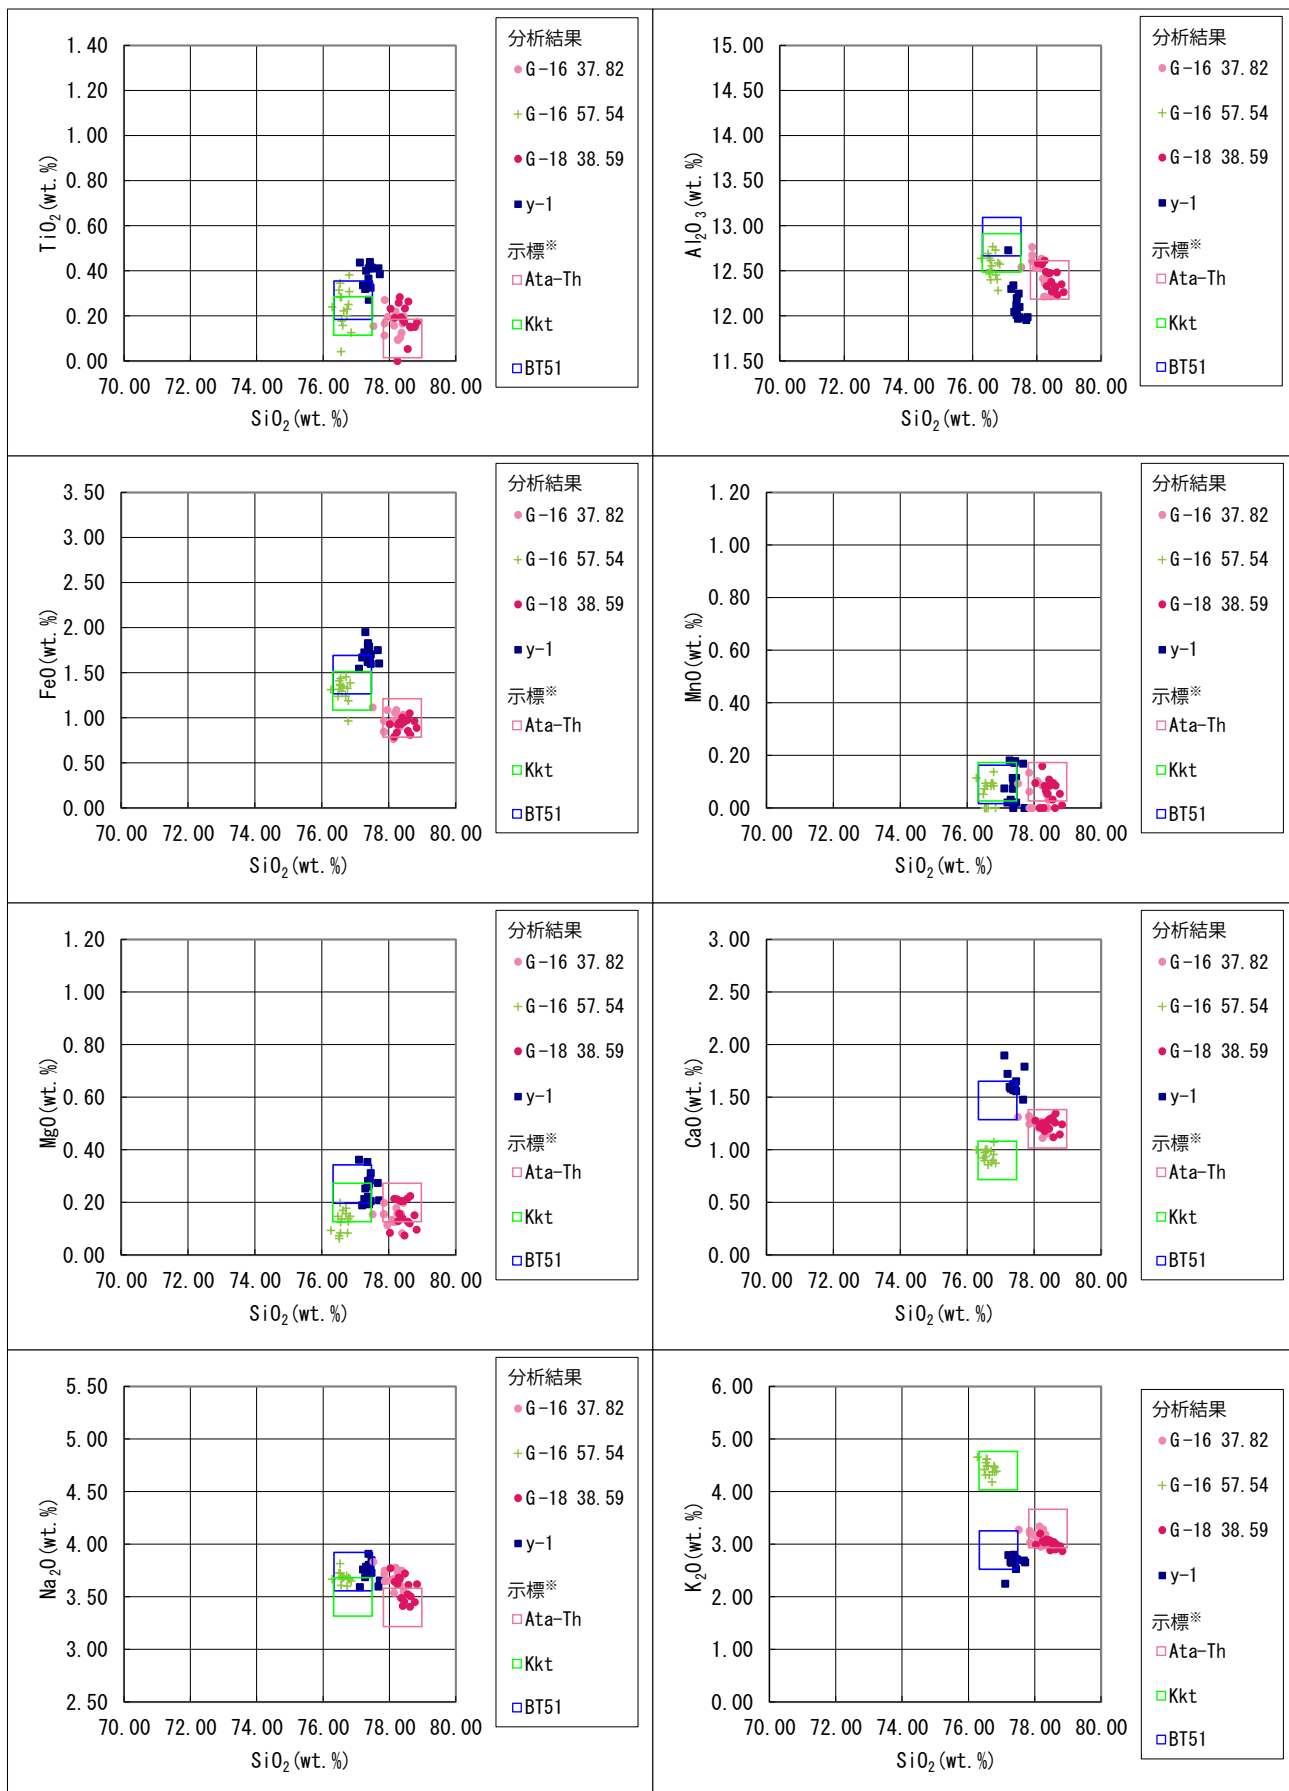 1.40
1.20
1.00
0.80
0.60
0.40
0.20
0.00
TiO₂(wt.%)
70.00 72.00 74.00 76.00 78.00 80.00
SiO₂(wt.%)
分析結果
G-16 37.82
G-16 57.54
G-18 38.59
y-1
示標※
Ata-Th
Kkt
BT51
15.00
14.50
14.00
13.50
13.00
12.50
12.00
11.50
Al₂O₃(wt.%)
70.00 72.00 74.00 76.00 78.00 80.00
SiO₂(wt.%)
分析結果
G-16 37.82
G-16 57.54
G-18 38.59
y-1
示標※
Ata-Th
Kkt
BT51
3.50
3.00
2.50
2.00
1.50
1.00
0.50
0.00
FeO(wt.%)
70.00 72.00 74.00 76.00 78.00 80.00
SiO₂(wt.%)
分析結果
G-16 37.82
G-16 57.54
G-18 38.59
y-1
示標※
Ata-Th
Kkt
BT51
1.20
1.00
0.80
0.60
0.40
0.20
0.00
MnO(wt.%)
70.00 72.00 74.00 76.00 78.00 80.00
SiO₂(wt.%)
分析結果
G-16 37.82
G-16 57.54
G-18 38.59
y-1
示標※
Ata-Th
Kkt
BT51
1.20
1.00
0.80
0.60
0.40
0.20
0.00
MgO(wt.%)
70.00 72.00 74.00 76.00 78.00 80.00
SiO₂(wt.%)
分析結果
G-16 37.82
G-16 57.54
G-18 38.59
y-1
示標※
Ata-Th
Kkt
BT51
3.00
2.50
2.00
1.50
1.00
0.50
0.00
CaO(wt.%)
70.00 72.00 74.00 76.00 78.00 80.00
SiO₂(wt.%)
分析結果
G-16 37.82
G-16 57.54
G-18 38.59
y-1
示標※
Ata-Th
Kkt
BT51
5.50
5.00
4.50
4.00
3.50
3.00
2.50
Na₂O(wt.%)
70.00 72.00 74.00 76.00 78.00 80.00
SiO₂(wt.%)
分析結果
G-16 37.82
G-16 57.54
G-18 38.59
y-1
示標※
Ata-Th
Kkt
BT51
6.00
5.00
4.00
3.00
2.00
1.00
0.00
K₂O(wt.%)
70.00 72.00 74.00 76.00 78.00 80.00
SiO₂(wt.%)
分析結果
G-16 37.82
G-16 57.54
G-18 38.59
y-1
示標※
Ata-Th
Kkt
BT51